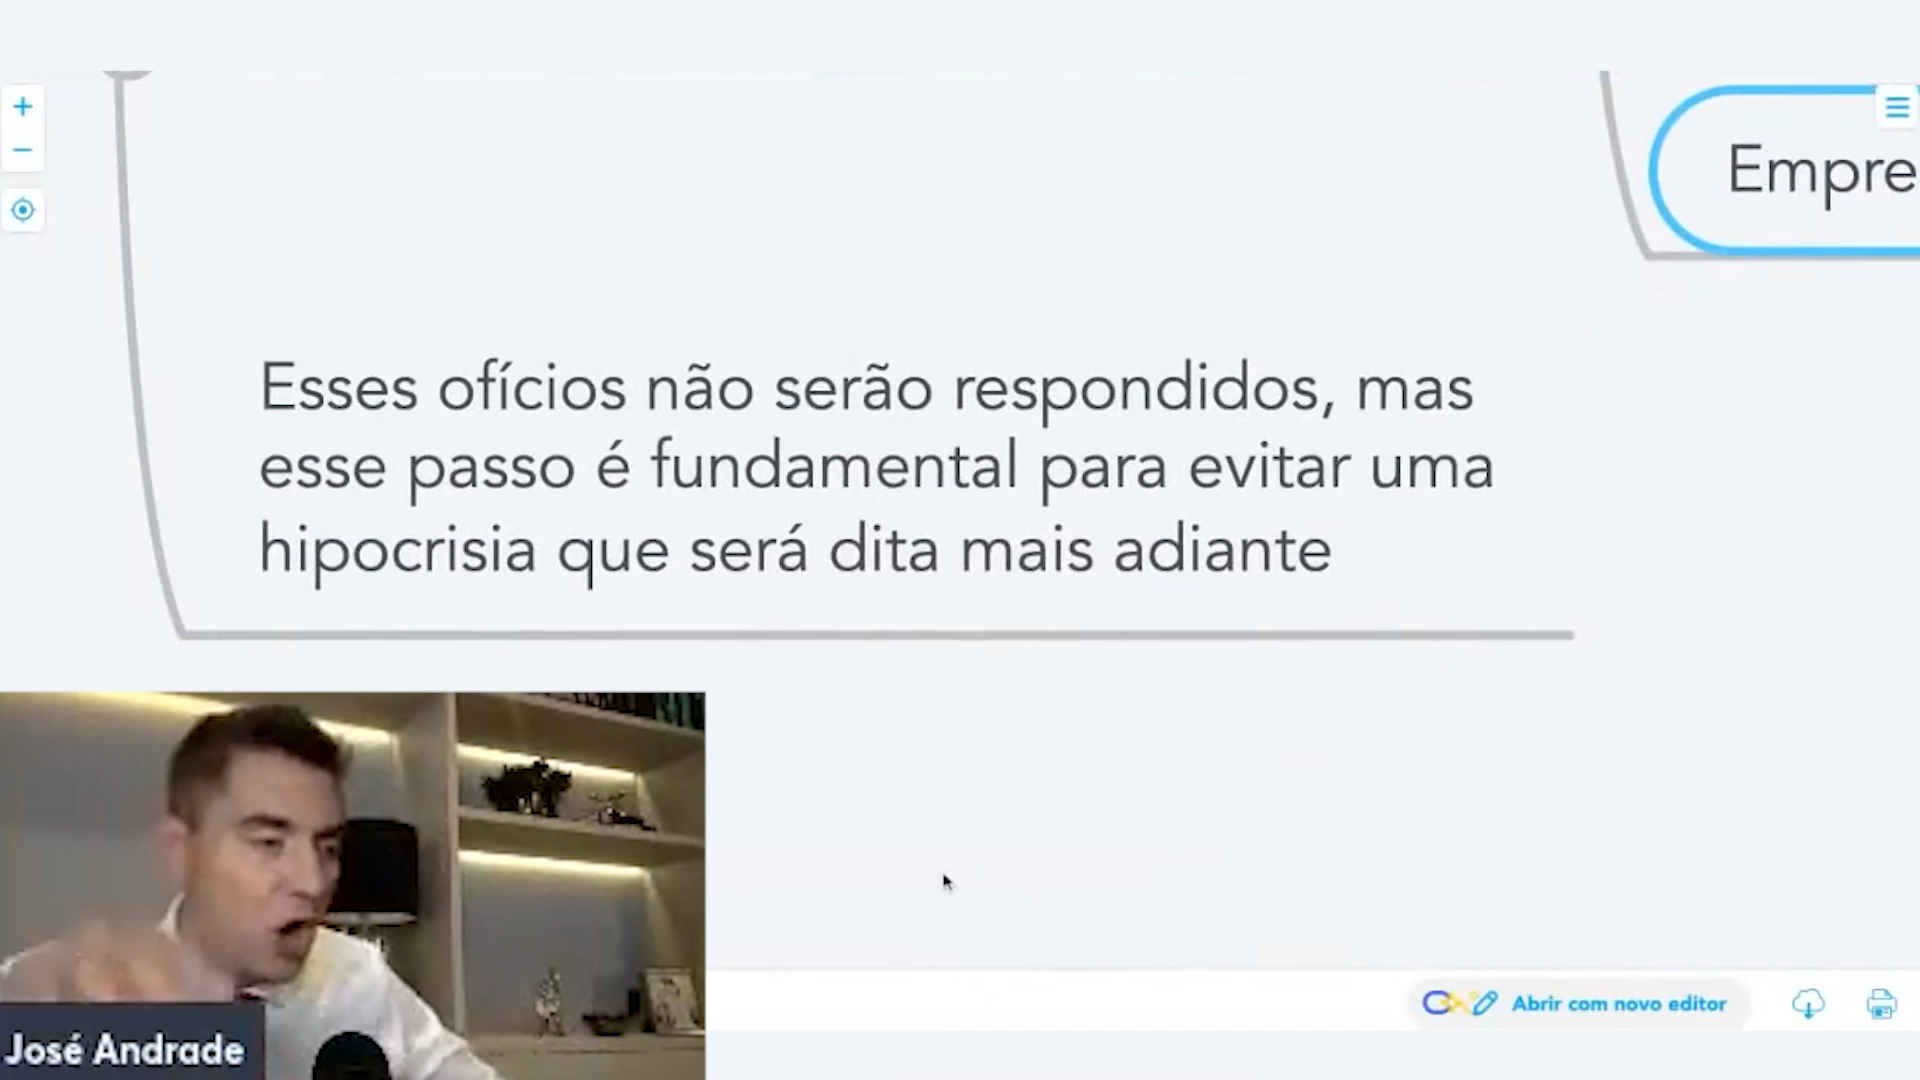 Empre
Esses ofícios não serão respondidos, mas
esse passo é fundamental para evitar uma
hipocrisia que será dita mais adiante
Abrir com novo editor
José Andrade